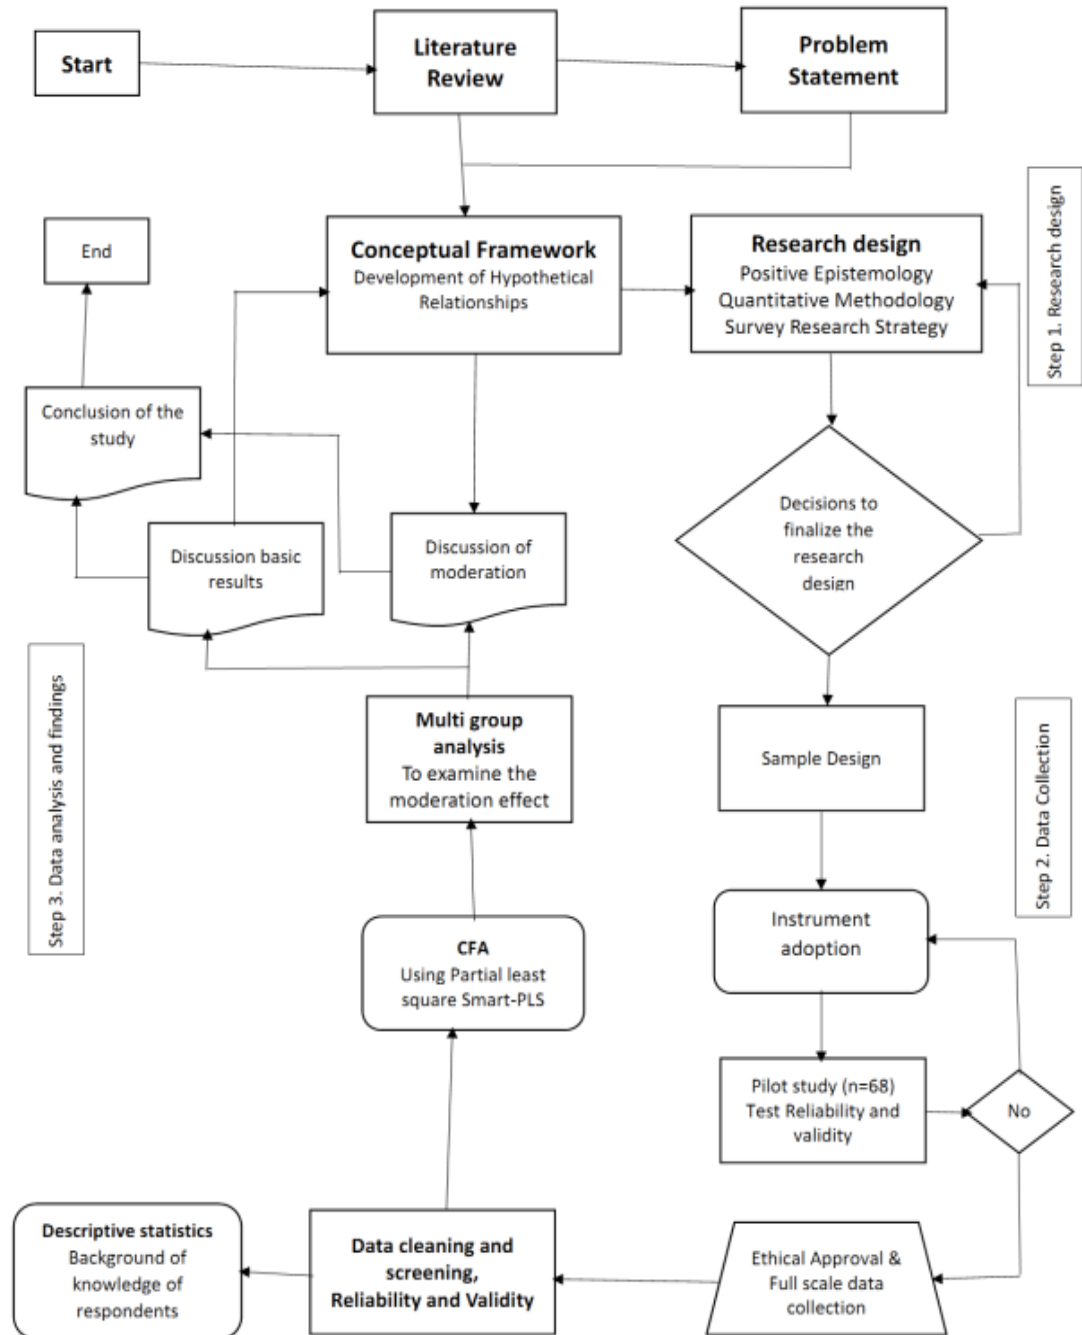 Start
Literature
Review
Problem
Statement
Step 1. Research design
End
Conceptual Framework
Development of Hypothetical
Relationships
Research design
Positive Epistemology
Quantitative Methodology
Survey Research Strategy
Conclusion of the
study
Decisions to
finalize the
research
design
Discussion basic
results
Discussion of
moderation
Step 3. Data analysis and findings
Multi group
analysis
To examine the
moderation effect
Sample Design
Step 2. Data Collection
CFA
Using Partial least
square Smart-PLS
Instrument
adoption
Pilot study (n=68)
Test Reliability and
validity
No
Descriptive statistics
Background of
knowledge of
respondents
Data cleaning and
screening,
Reliability and Validity
Ethical Approval &
Full scale data
collection